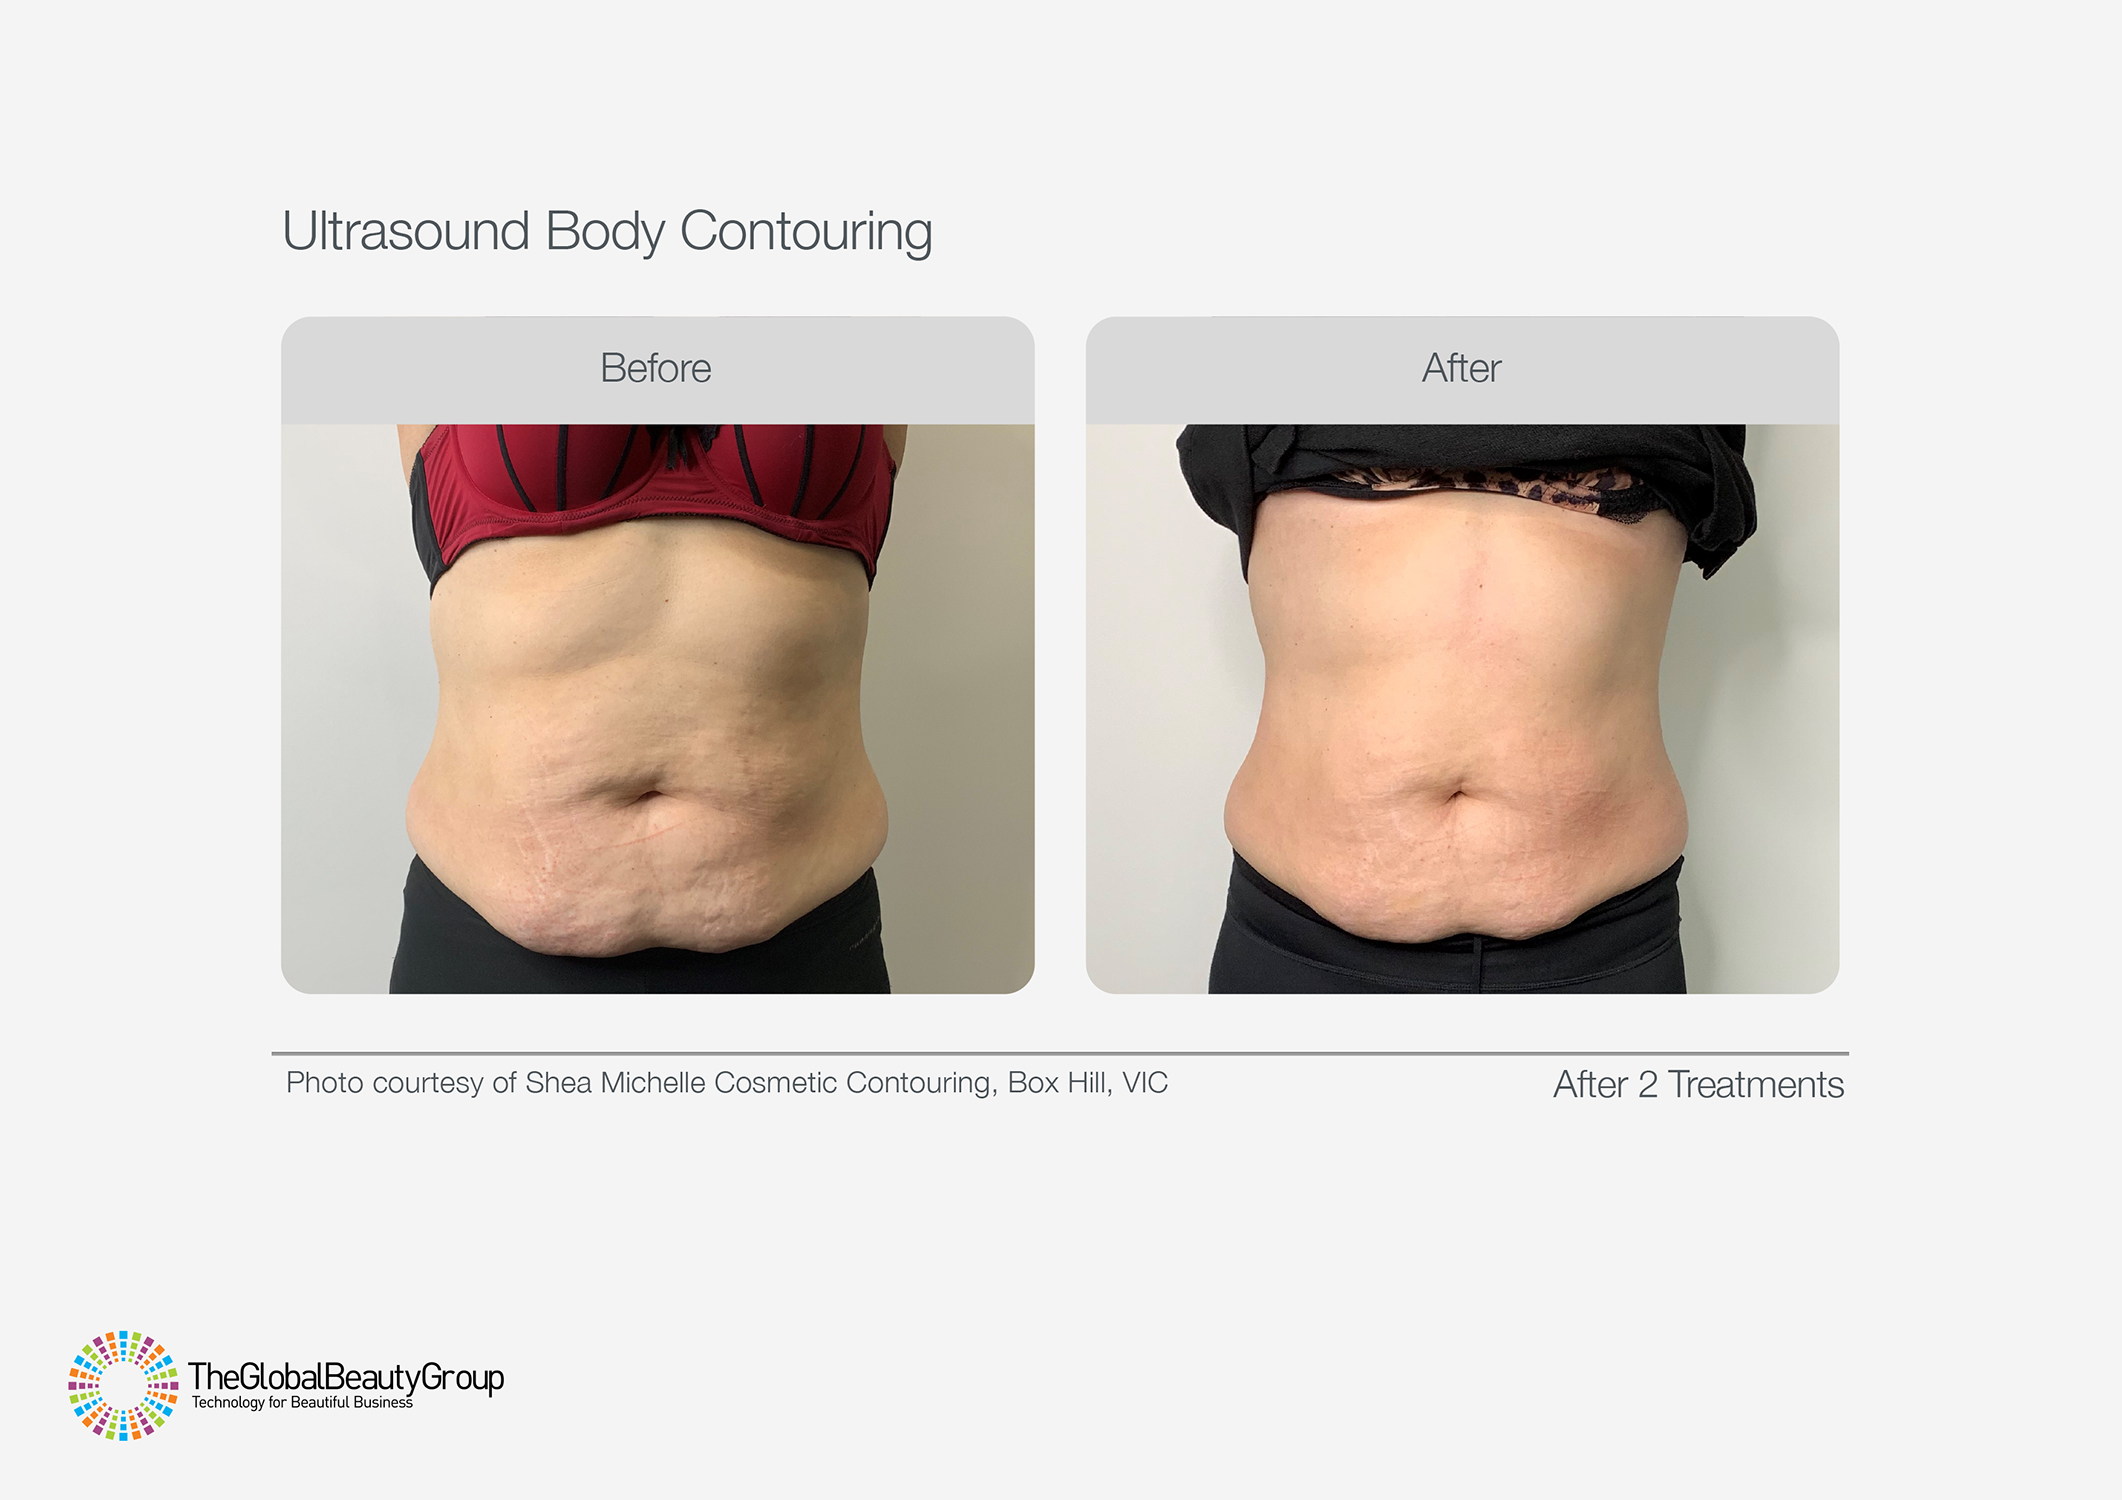 Ultrasound Body Contouring
Before
After
Photo courtesy of Shea Michelle Cosmetic Contouring, Box Hill, VIC
After 2 Treatments
TheGlobalBeautyGroup
Technology for Beautiful Business